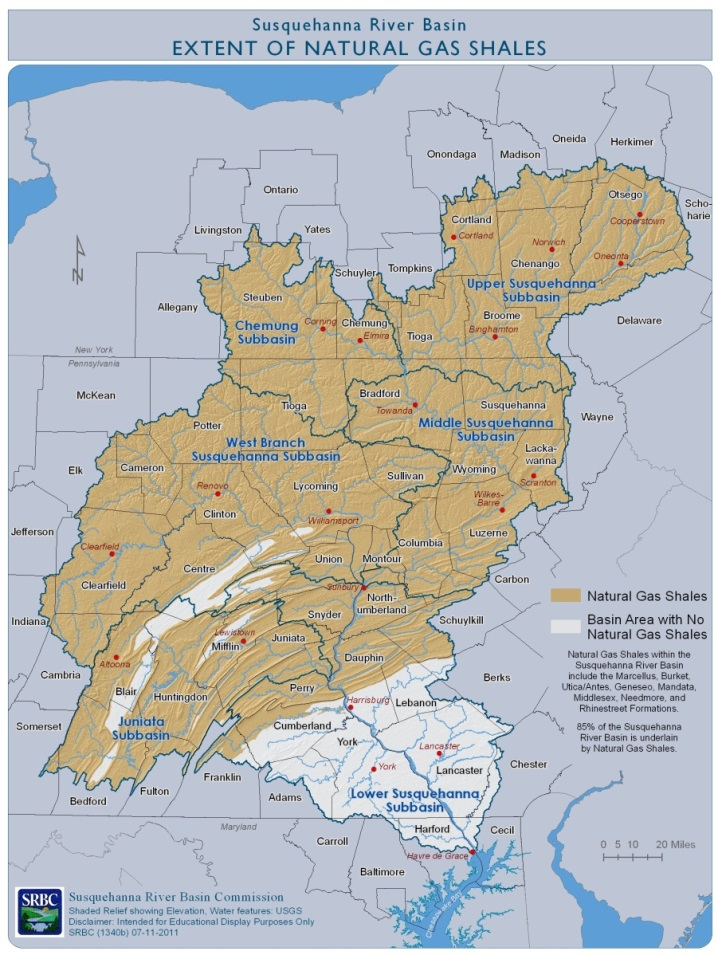 Susquehanna River Basin
EXTENT OF NATURAL GAS SHALES
Oneida
Herkimer
Onondaga
Madison
Ontario
Otsego
Scho-
harie
Cortland
Cooperstown
Livingston
Yates
Cortland
Norwich
Oneonta
Chenango
Schuyler
Tompkins
Upper Susquehanna
Subbasin
Steuben
Allegany
Corning
Chemung
Broome
Delaware
Chemung
Subbasin
Elmira
Tioga
Binghamton
New York
Pennsylvania
McKean
Bradford
Tioga
Towanda
Susquehanna
Wayne
Potter
Middle Susquehanna
Subbasin
West Branch
Susquehanna Subbasin
Lacka-
wanna
Elk
Cameron
Sullivan
Wyoming
Scranton
Renovo
Lycoming
Wilkes-
Barre
Clinton
Williamsport
Jefferson
Luzerne
Clearfield
Columbia
Centre
Union
Montour
Clearfield
Carbon
Sunbury
North-
umberland
Natural Gas Shales
Indiana
Snyder
Schuylkill
Basin Area with No
Natural Gas Shales
Lewistown
Juniata
Mifflin
Altoona
Dauphin
Natural Gas Shales within the
Susquehanna River Basin
include the Marcellus, Burket,
Utica/Antes, Geneseo, Mandata,
Middlesex, Needmore, and
Rhinestreet Formations.
Cambria
Berks
Blair
Huntingdon
Perry
Harrisburg
Lebanon
Somerset
Juniata
Subbasin
Cumberland
85% of the Susquehanna
River Basin is underlain
by Natural Gas Shales.
York
Lancaster
Chester
York
Lancaster
Franklin
Fulton
Bedford
Adams
Lower Susquehanna
Subbasin
Maryland
Harford
Cecil
Carroll
Havre de Grace
Baltimore
0 5 10 20 Miles
N
SRBC
Susquehanna River Basin Commission
Shaded Relief showing Elevation, Water features: USGS
Disclaimer: Intended for Educational Display Purposes Only
SRBC (1340b) 07-11-2011